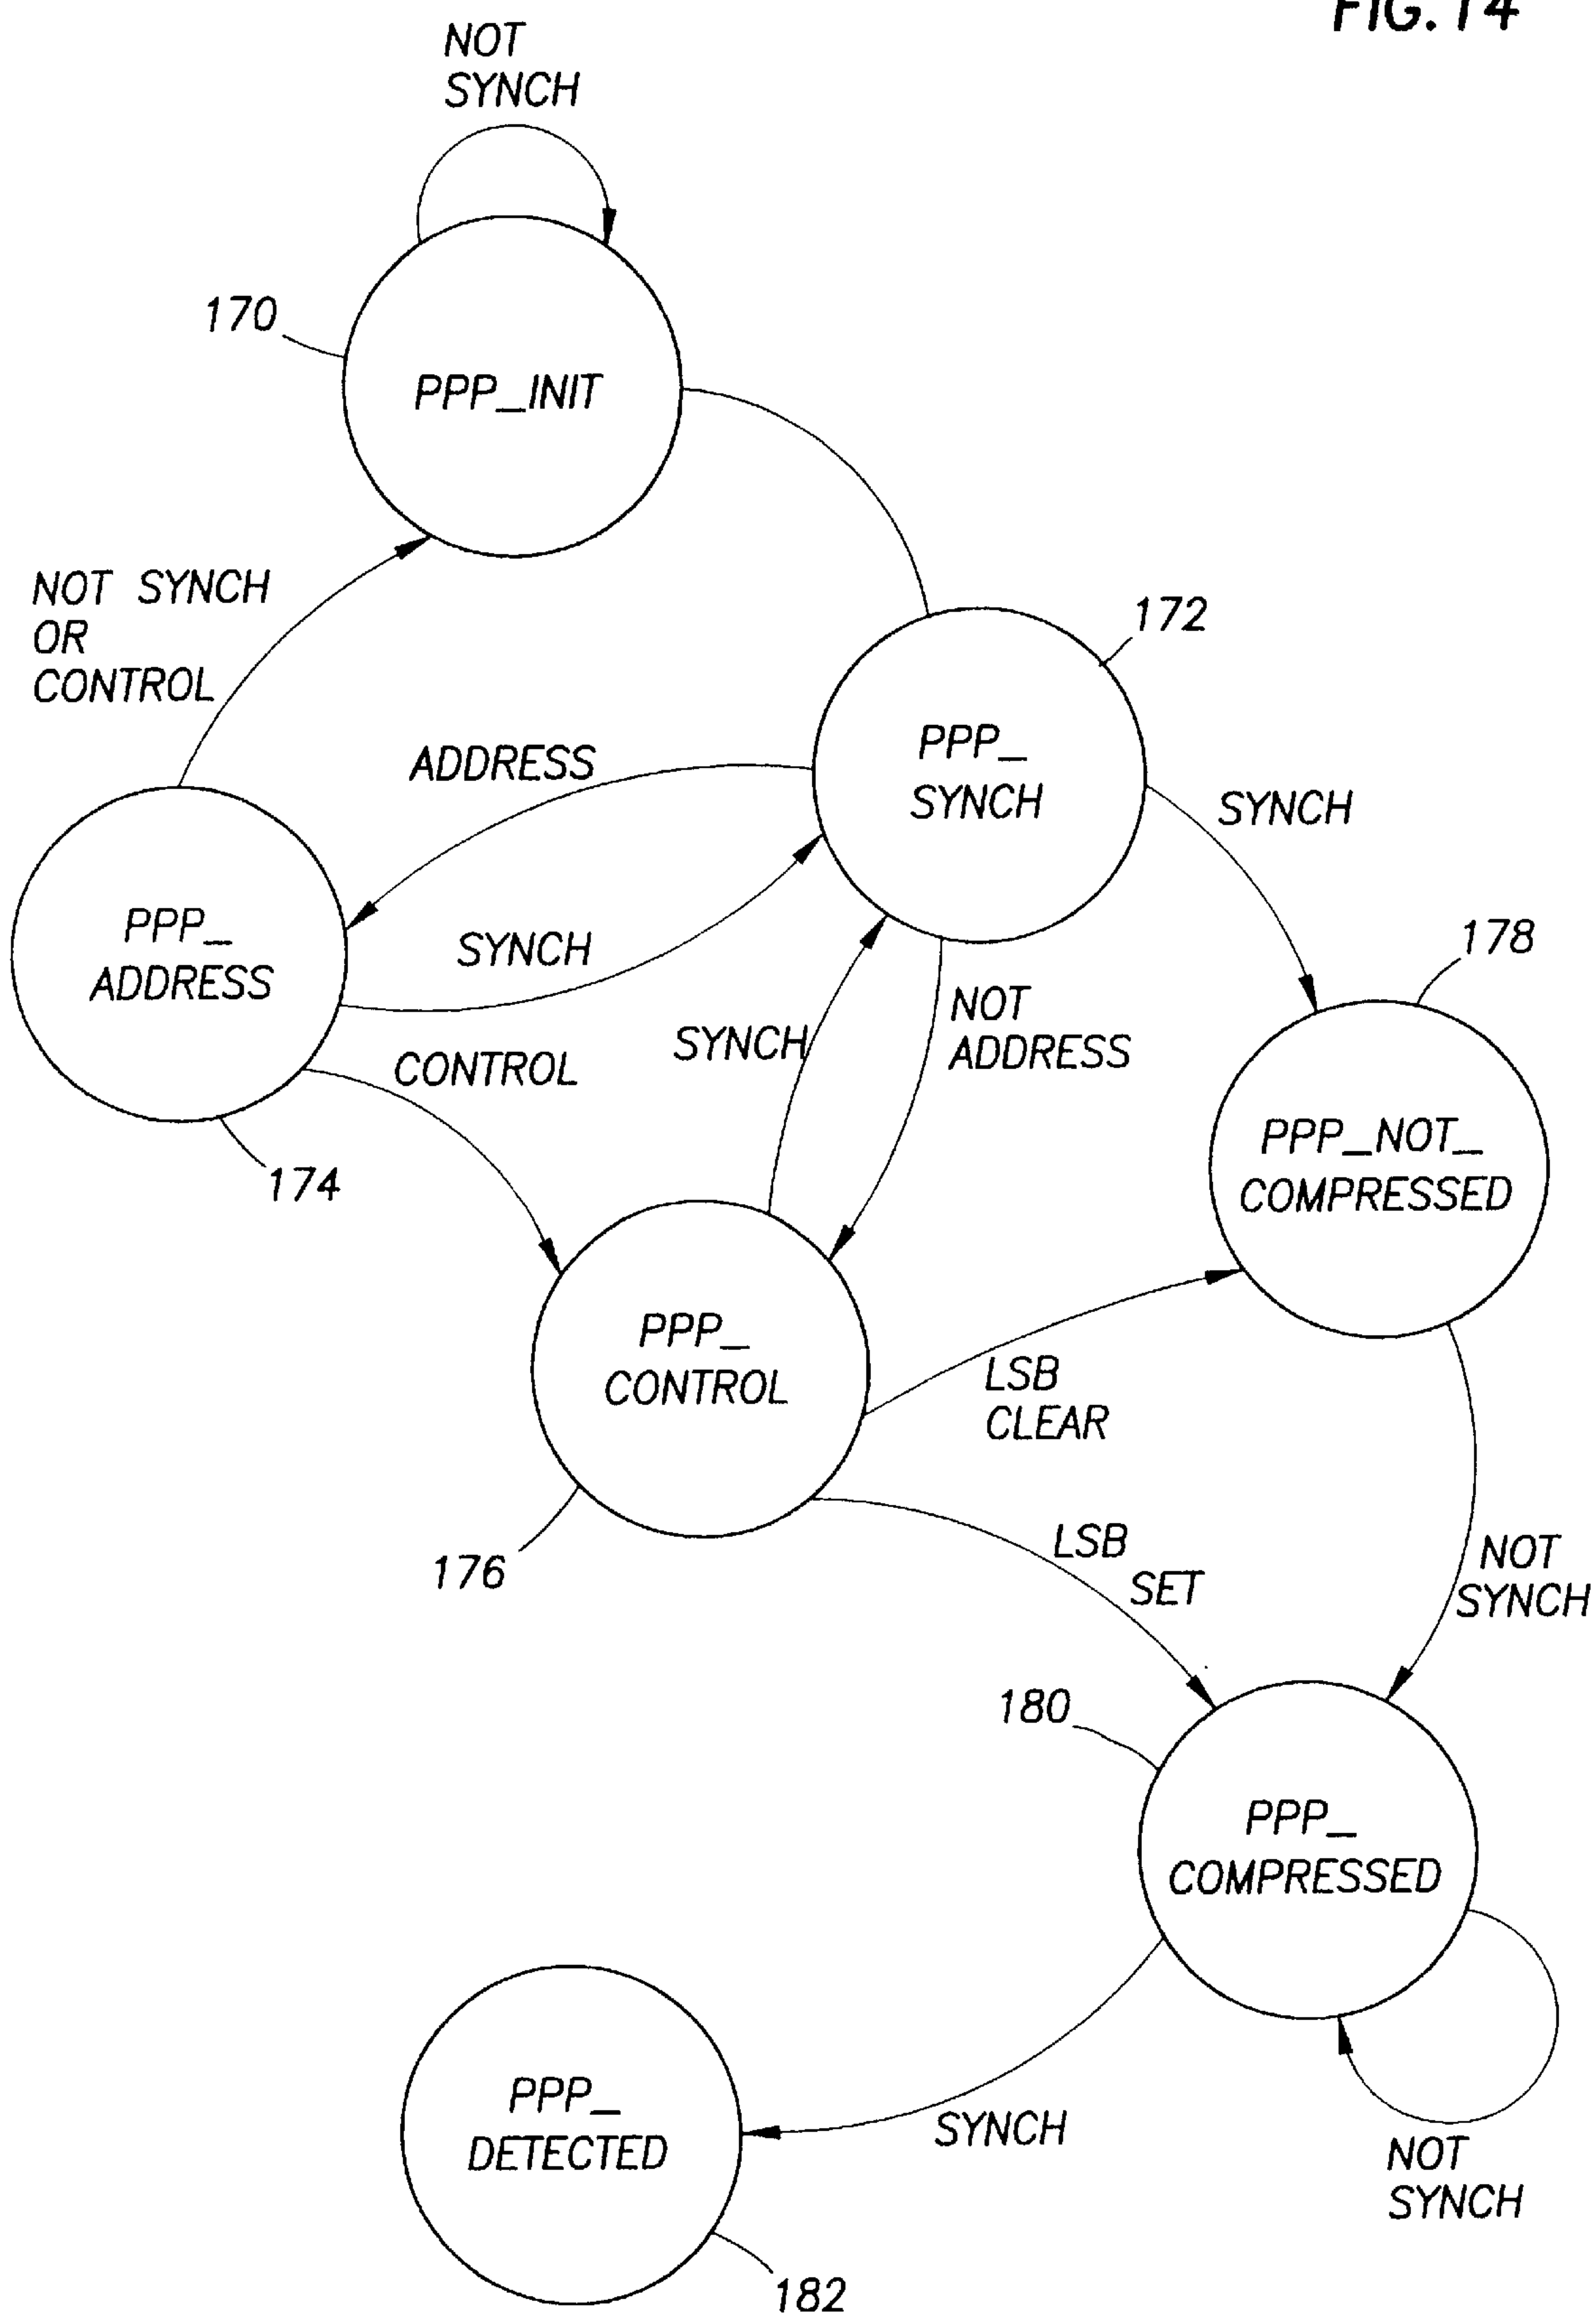 FIG. 14
NOT
SYNCH
170
PPP_INIT
NOT SYNCH
OR
CONTROL
172
PPP_
SYNCH
ADDRESS
SYNCH
PPP_
ADDRESS
SYNCH
178
NOT
ADDRESS
SYNCH
CONTROL
174
PPP_NOT_
COMPRESSED
PPP_
CONTROL
LSB
CLEAR
176
LSB
SET
NOT
SYNCH
180
PPP_
COMPRESSED
PPP_
DETECTED
SYNCH
NOT
SYNCH
182